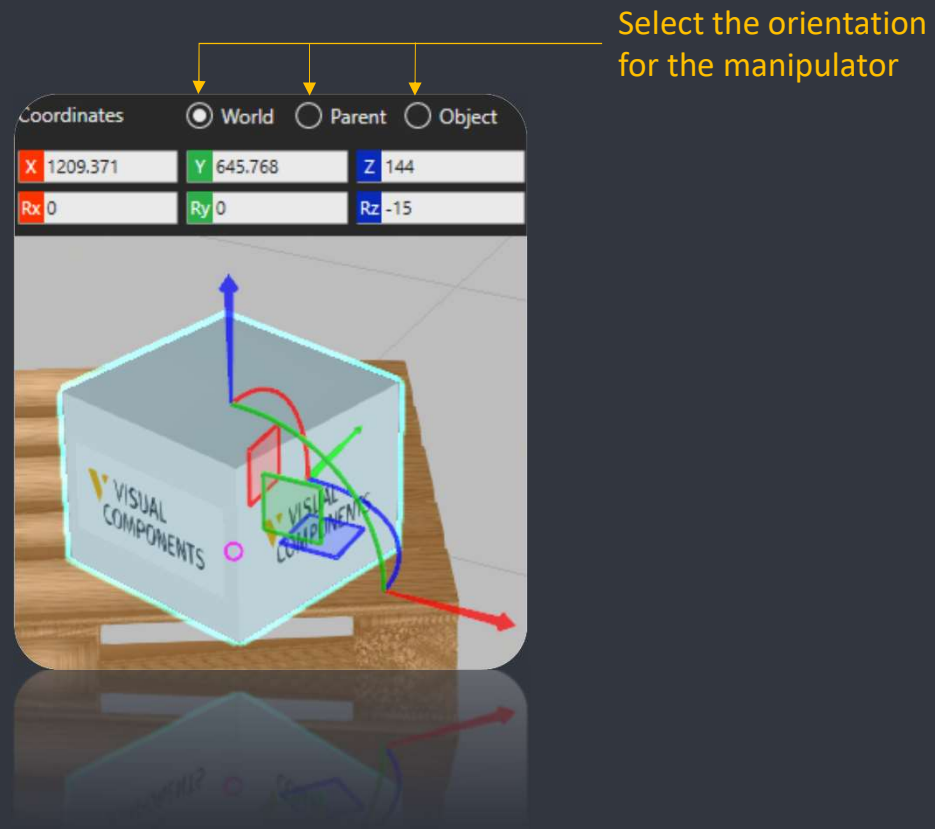 Select the orientation
for the manipulator
Coordinates World Parent Object
X 1209.371 Y 645.768 Z 144
Rx 0 Ry 0 Rz -15
VISUAL
COMPONENTS
VISUAL
COMPONENTS